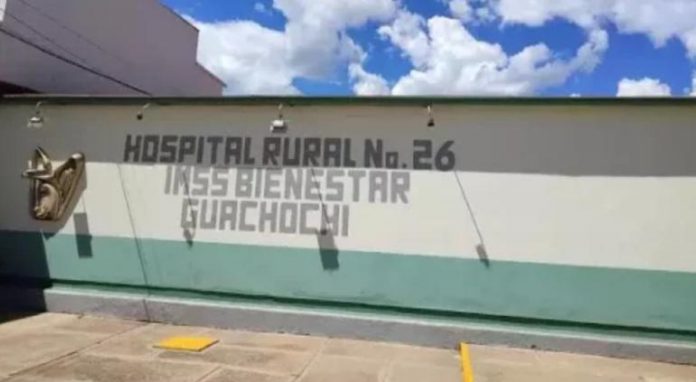 HOSPITAL RURAL No. 26
IMSS BIENESTAR
GUACHOCHI